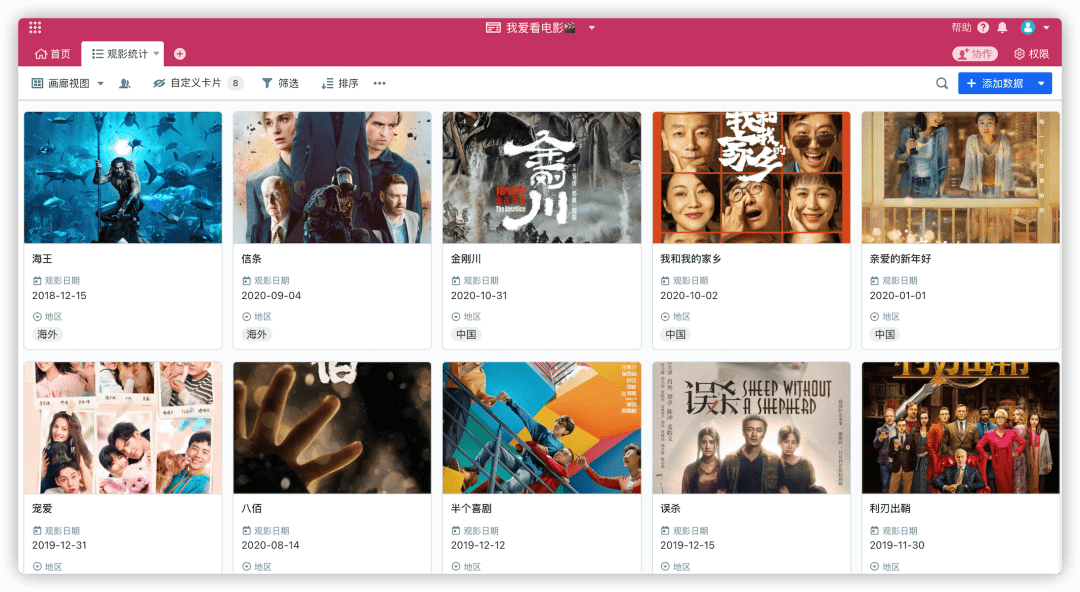 我爱看电影🎬
帮助
首页
观影统计
协作
权限
画廊视图
自定义卡片 8
筛选
排序
添加数据
金刚川
The Sacrifice
我和我的家乡
海王
信条
金刚川
我和我的家乡
亲爱的新年好
观影日期
观影日期
观影日期
观影日期
观影日期
2018-12-15
2020-09-04
2020-10-31
2020-10-02
2020-01-01
地区
地区
地区
地区
地区
海外
海外
中国
中国
中国
误杀
SHEEP WITHOUT
A SHEPHERD
宠爱
八佰
半个喜剧
误杀
利刃出鞘
观影日期
观影日期
观影日期
观影日期
观影日期
2019-12-31
2020-08-14
2019-12-12
2019-12-15
2019-11-30
地区
地区
地区
地区
地区